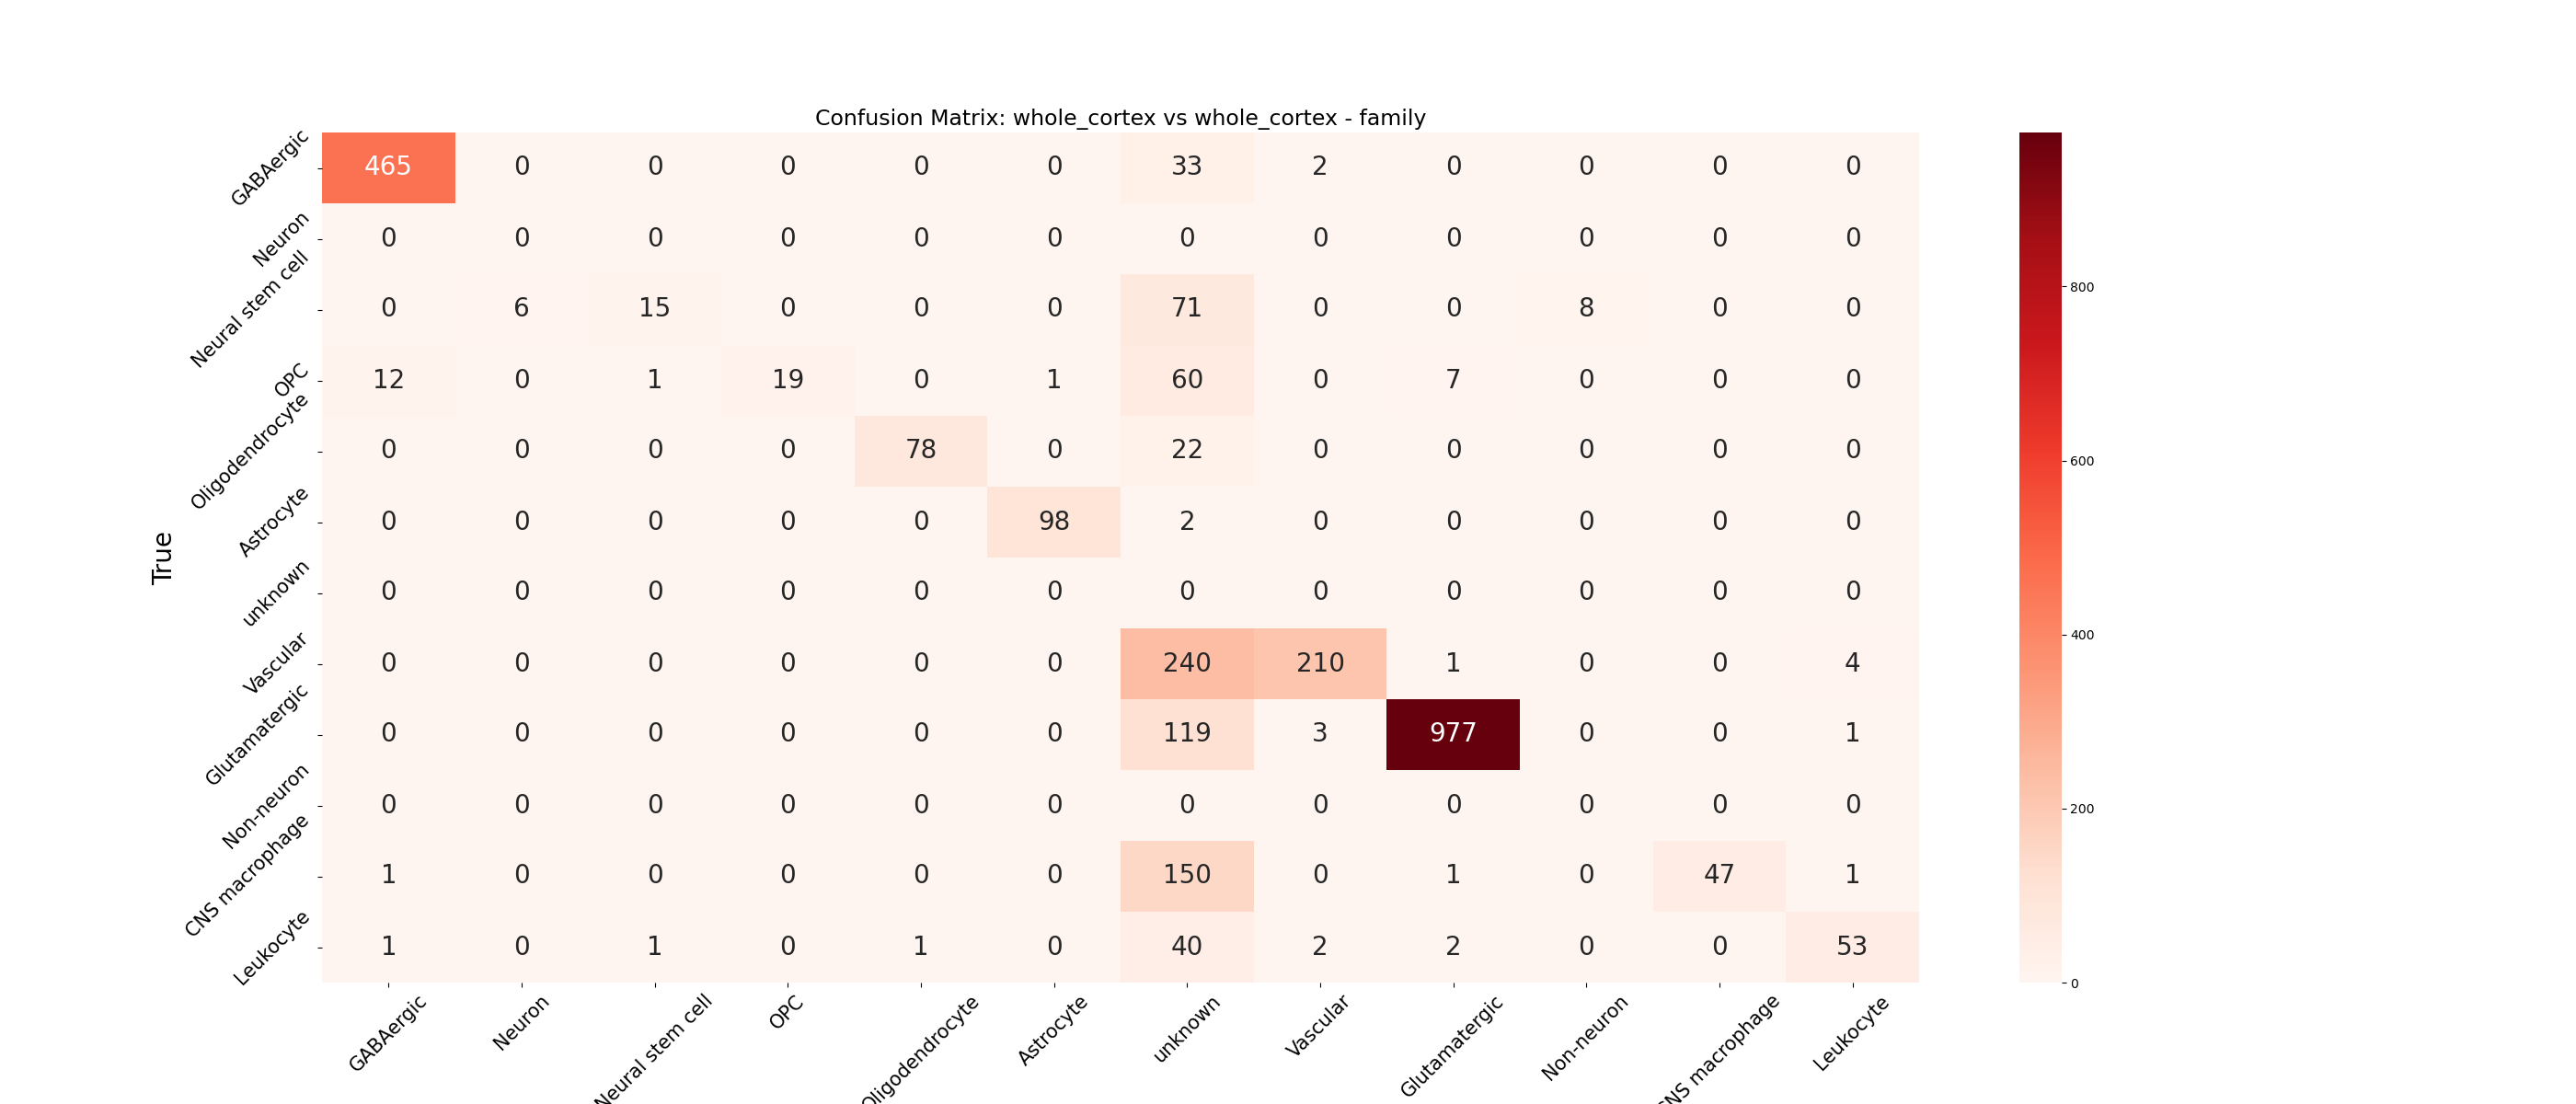 Confusion Matrix: whole_cortex vs whole_cortex - family
GABAergic 465 0 0 0 0 0 33 2 0 0 0 0
Neuron 0 0 0 0 0 0 0 0 0 0 0 0
Neural stem cell 0 6 15 0 0 0 71 0 0 8 0 0
OPC 12 0 1 19 0 1 60 0 7 0 0 0
Oligodendrocyte 0 0 0 0 78 0 22 0 0 0 0 0
Astrocyte 0 0 0 0 0 98 2 0 0 0 0 0
unknown 0 0 0 0 0 0 0 0 0 0 0 0
Vascular 0 0 0 0 0 0 240 210 1 0 0 4
Glutamatergic 0 0 0 0 0 0 119 3 977 0 0 1
Non-neuron 0 0 0 0 0 0 0 0 0 0 0 0
CNS macrophage 1 0 0 0 0 0 150 0 1 0 47 1
Leukocyte 1 0 1 0 1 0 40 2 2 0 0 53
True
GABAergic Neuron Neural stem cell OPC Oligodendrocyte Astrocyte unknown Vascular Glutamatergic Non-neuron CNS macrophage Leukocyte
800
600
400
200
0